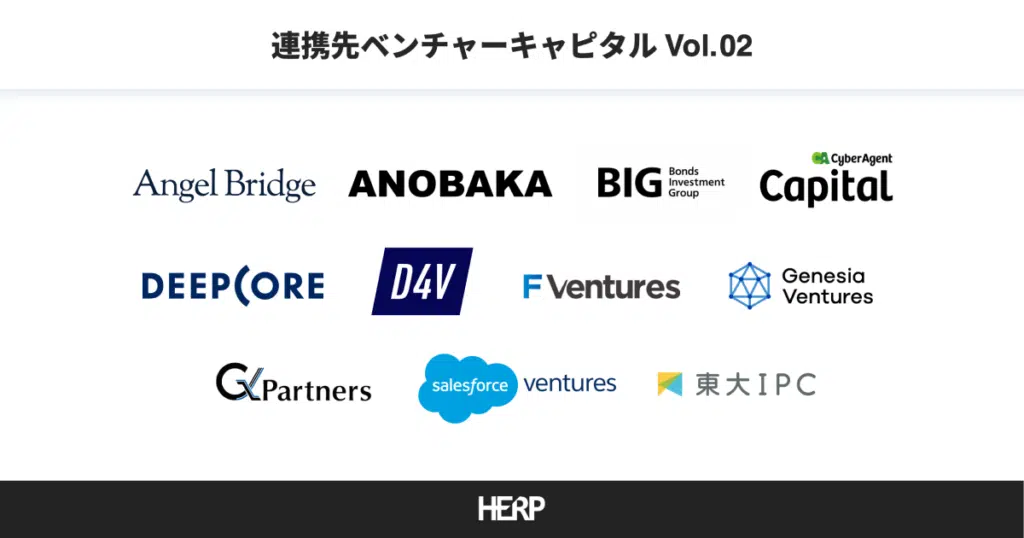 連携先ベンチャーキャピタル Vol.02
Angel Bridge
ANOBAKA
BIG
Bonds
Investment
Group
CA CyberAgent
Capital
DEEPCORE
D4V
F Ventures
Genesia
Ventures
GxPartners
salesforce ventures
東大IPC
HERP